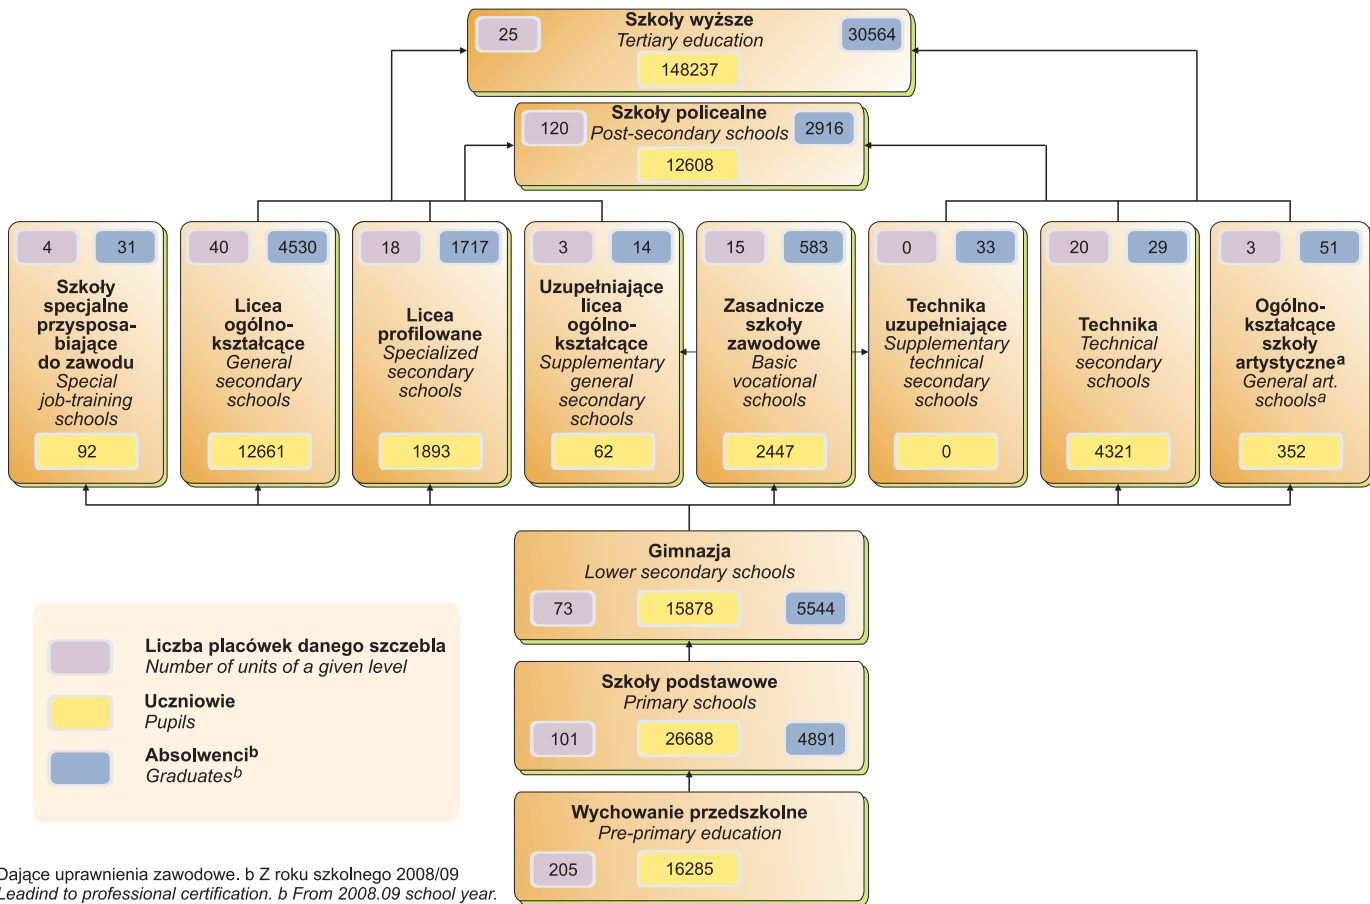 Szkoły wyższe
Tertiary education
25
30564
148237
Szkoły policealne
Post-secondary schools
120
2916
12608
4 31
Szkoły
specjalne
przysposa-
biające
do zawodu
Special
job-training
schools
92
40 4530
Licea
ogólno-
kształcące
General
secondary
schools
12661
18 1717
Licea
profilowane
Specialized
secondary
schools
1893
3 14
Uzupełniające
licea
ogólno-
kształcące
Supplementary
general
secondary
schools
62
15 583
Zasadnicze
szkoły
zawodowe
Basic
vocational
schools
2447
0 33
Technika
uzupełniające
Supplementary
technical
secondary
schools
0
20 29
Technika
Technical
secondary
schools
4321
3 51
Ogólno-
kształcące
szkoły
artystyczneᵃ
General art.
schoolsᵃ
352
Gimnazja
Lower secondary schools
73 15878 5544
Szkoły podstawowe
Primary schools
101 26688 4891
Wychowanie przedszkolne
Pre-primary education
205 16285
Liczba placówek danego szczebla
Number of units of a given level
Uczniowie
Pupils
Absolwenciᵇ
Graduatesᵇ
Dające uprawnienia zawodowe. b Z roku szkolnego 2008/09
Leadind to professional certification. b From 2008.09 school year.